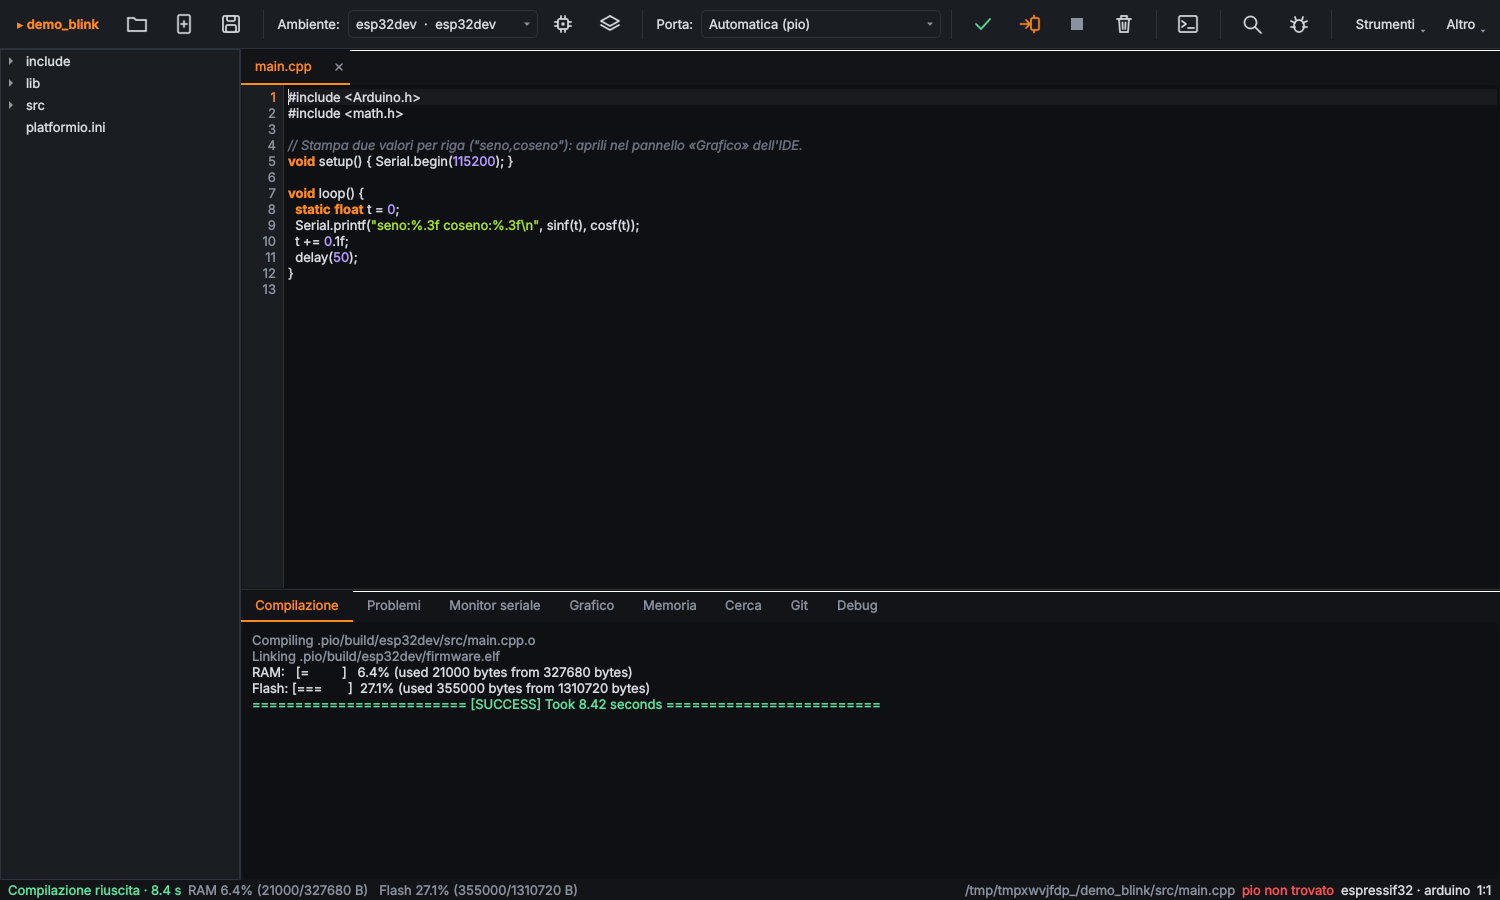 ▸ demo_blink
Ambiente: esp32dev · esp32dev
Porta: Automatica (pio)
Strumenti
Altro
include
lib
src
platformio.ini
main.cpp ×
1 #include <Arduino.h>
2 #include <math.h>
3
4 // Stampa due valori per riga ("seno,coseno"): aprili nel pannello «Grafico» dell'IDE.
5 void setup() { Serial.begin(115200); }
6
7 void loop() {
8   static float t = 0;
9   Serial.printf("seno:%.3f coseno:%.3f\n", sinf(t), cosf(t));
10   t += 0.1f;
11   delay(50);
12 }
13
Compilazione Problemi Monitor seriale Grafico Memoria Cerca Git Debug
Compiling .pio/build/esp32dev/src/main.cpp.o
Linking .pio/build/esp32dev/firmware.elf
RAM:   [=         ]   6.4% (used 21000 bytes from 327680 bytes)
Flash: [===       ]  27.1% (used 355000 bytes from 1310720 bytes)
========================= [SUCCESS] Took 8.42 seconds =========================
Compilazione riuscita · 8.4 s RAM 6.4% (21000/327680 B) Flash 27.1% (355000/1310720 B)
/tmp/tmpxwvjfdp_/demo_blink/src/main.cpp pio non trovato espressif32 · arduino 1:1